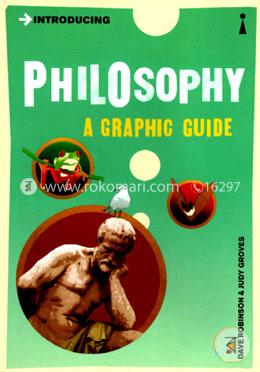 INTRODUCING
PHILOSOPHY
A GRAPHIC GUIDE
www.rokomari.com 16297
DAVE ROBINSON & JUDY GROVES